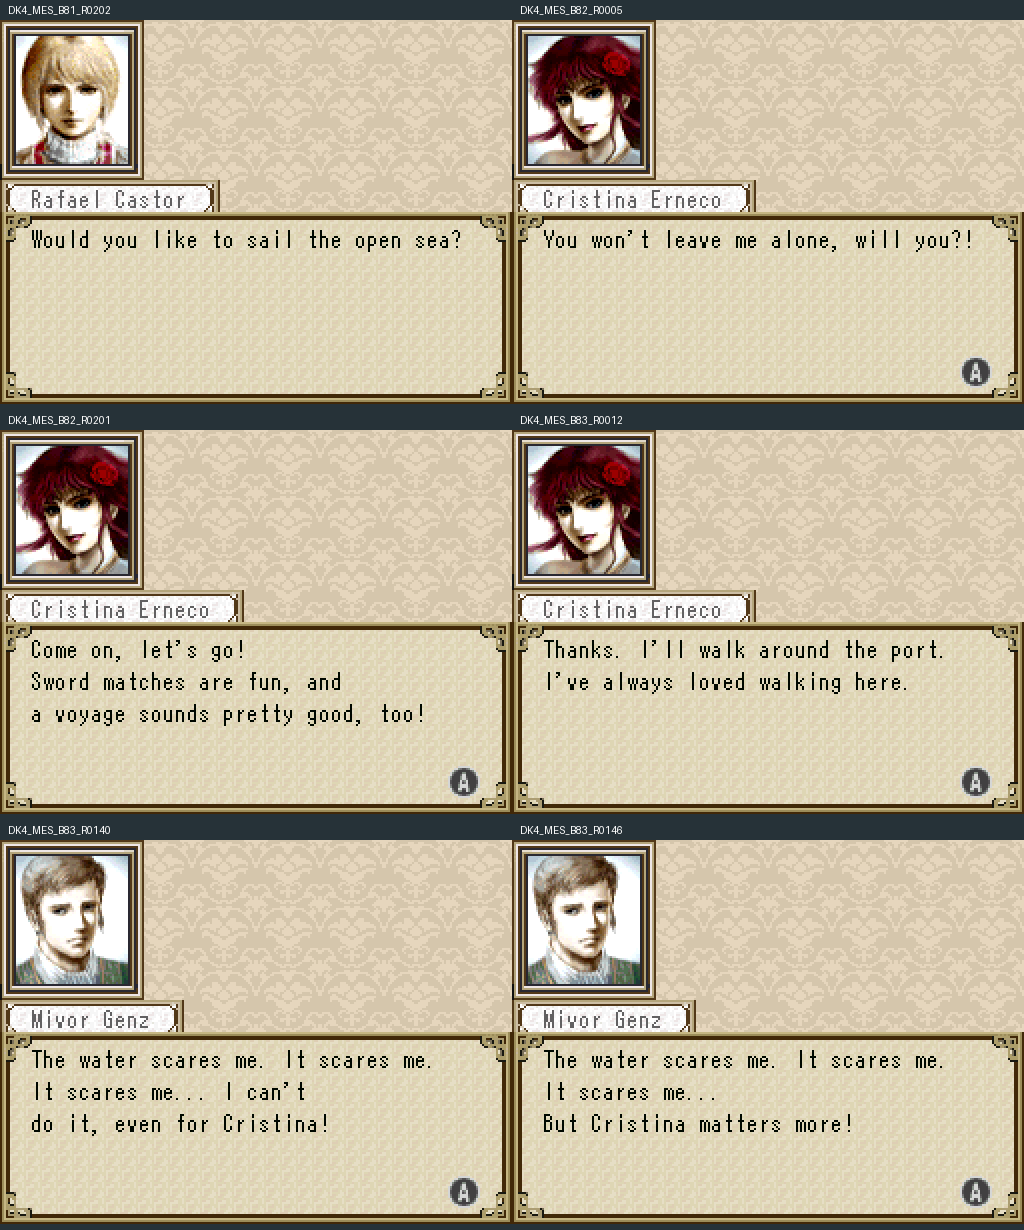 DK4_MES_B81_R0202
Rafael Castor
Would you like to sail the open sea?
DK4_MES_B82_R0005
Cristina Erneco
You won't leave me alone, will you?!
A
DK4_MES_B82_R0201
Cristina Erneco
Come on, let's go!
Sword matches are fun, and
a voyage sounds pretty good, too!
A
DK4_MES_B83_R0012
Cristina Erneco
Thanks. I'll walk around the port.
I've always loved walking here.
A
DK4_MES_B83_R0140
Mivor Genz
The water scares me. It scares me.
It scares me... I can't
do it, even for Cristina!
A
DK4_MES_B83_R0146
Mivor Genz
The water scares me. It scares me.
It scares me...
But Cristina matters more!
A